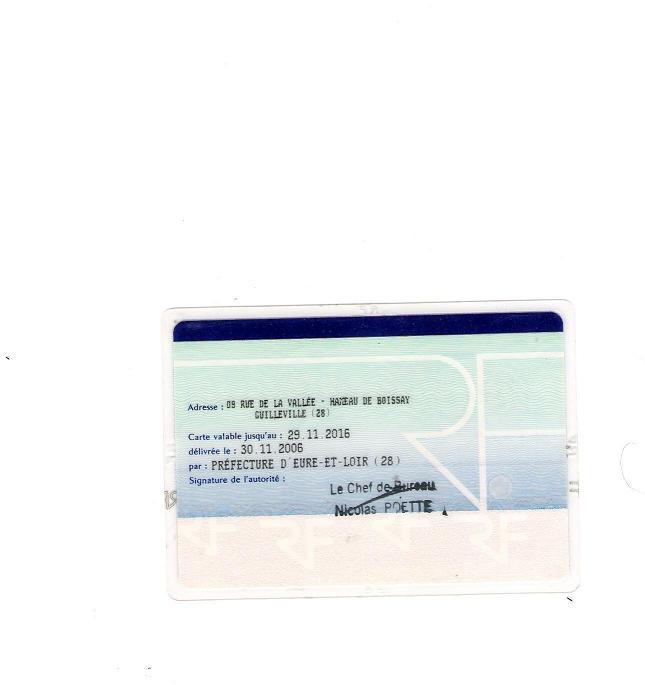 Adresse : 09 RUE DE LA VALLÉE - HAMEAU DE BOISSAY
GUILLEVILLE (28)
Carte valable jusqu'au : 29.11.2016
délivrée le : 30.11.2006
par : PRÉFECTURE D'EURE-ET-LOIR (28)
Signature de l'autorité :
Le Chef de Bureau
Nicolas POETTE
RF
RF RF RF RF